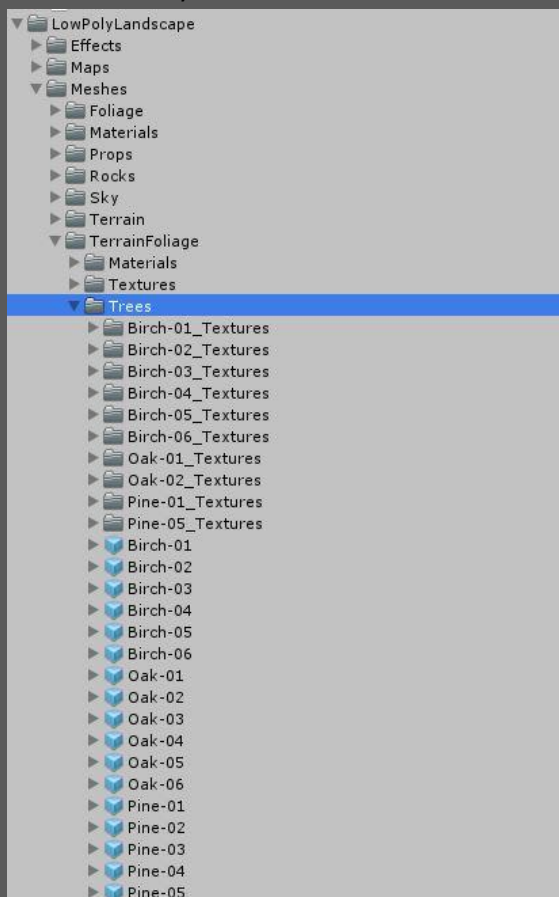 LowPolyLandscape
Effects
Maps
Meshes
Foliage
Materials
Props
Rocks
Sky
Terrain
TerrainFoliage
Materials
Textures
Trees
Birch-01_Textures
Birch-02_Textures
Birch-03_Textures
Birch-04_Textures
Birch-05_Textures
Birch-06_Textures
Oak-01_Textures
Oak-02_Textures
Pine-01_Textures
Pine-05_Textures
Birch-01
Birch-02
Birch-03
Birch-04
Birch-05
Birch-06
Oak-01
Oak-02
Oak-03
Oak-04
Oak-05
Oak-06
Pine-01
Pine-02
Pine-03
Pine-04
Pine-05